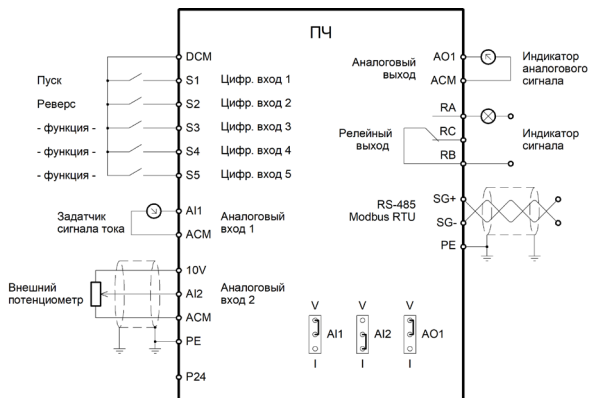 ПЧ
DCM
Пуск S1 Цифр. вход 1
Реверс S2 Цифр. вход 2
- функция - S3 Цифр. вход 3
- функция - S4 Цифр. вход 4
- функция - S5 Цифр. вход 5
Задатчик
сигнала тока
AI1
ACM
Аналоговый
вход 1
Внешний
потенциометр
10V
AI2
ACM
Аналоговый
вход 2
PE
P24
Аналоговый
выход
AO1
ACM
Индикатор
аналогового
сигнала
Релейный
выход
RA
RC
RB
Индикатор
сигнала
RS-485
Modbus RTU
SG+
SG-
PE
V V V
AI1 AI2 AO1
I I I